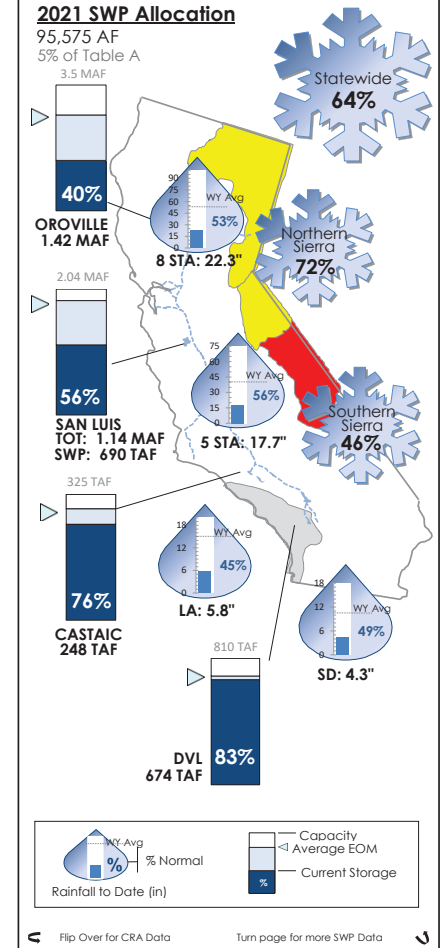 2021 SWP Allocation
95,575 AF
5% of Table A
3.5 MAF
40%
OROVILLE
1.42 MAF
Statewide
64%
90
75
60
45
30
15
0
WY Avg
53%
8 STA: 22.3"
Northern
Sierra
72%
2.04 MAF
56%
SAN LUIS
TOT: 1.14 MAF
SWP: 690 TAF
75
60
45
30
15
0
WY Avg
56%
5 STA: 17.7"
Southern
Sierra
46%
325 TAF
76%
CASTAIC
248 TAF
18
12
6
0
WY Avg
45%
LA: 5.8"
18
12
6
0
WY Avg
49%
SD: 4.3"
810 TAF
83%
DVL
674 TAF
WY Avg
%
% Normal
Rainfall to Date (in)
Capacity
Average EOM
Current Storage
%
Flip Over for CRA Data
Turn page for more SWP Data